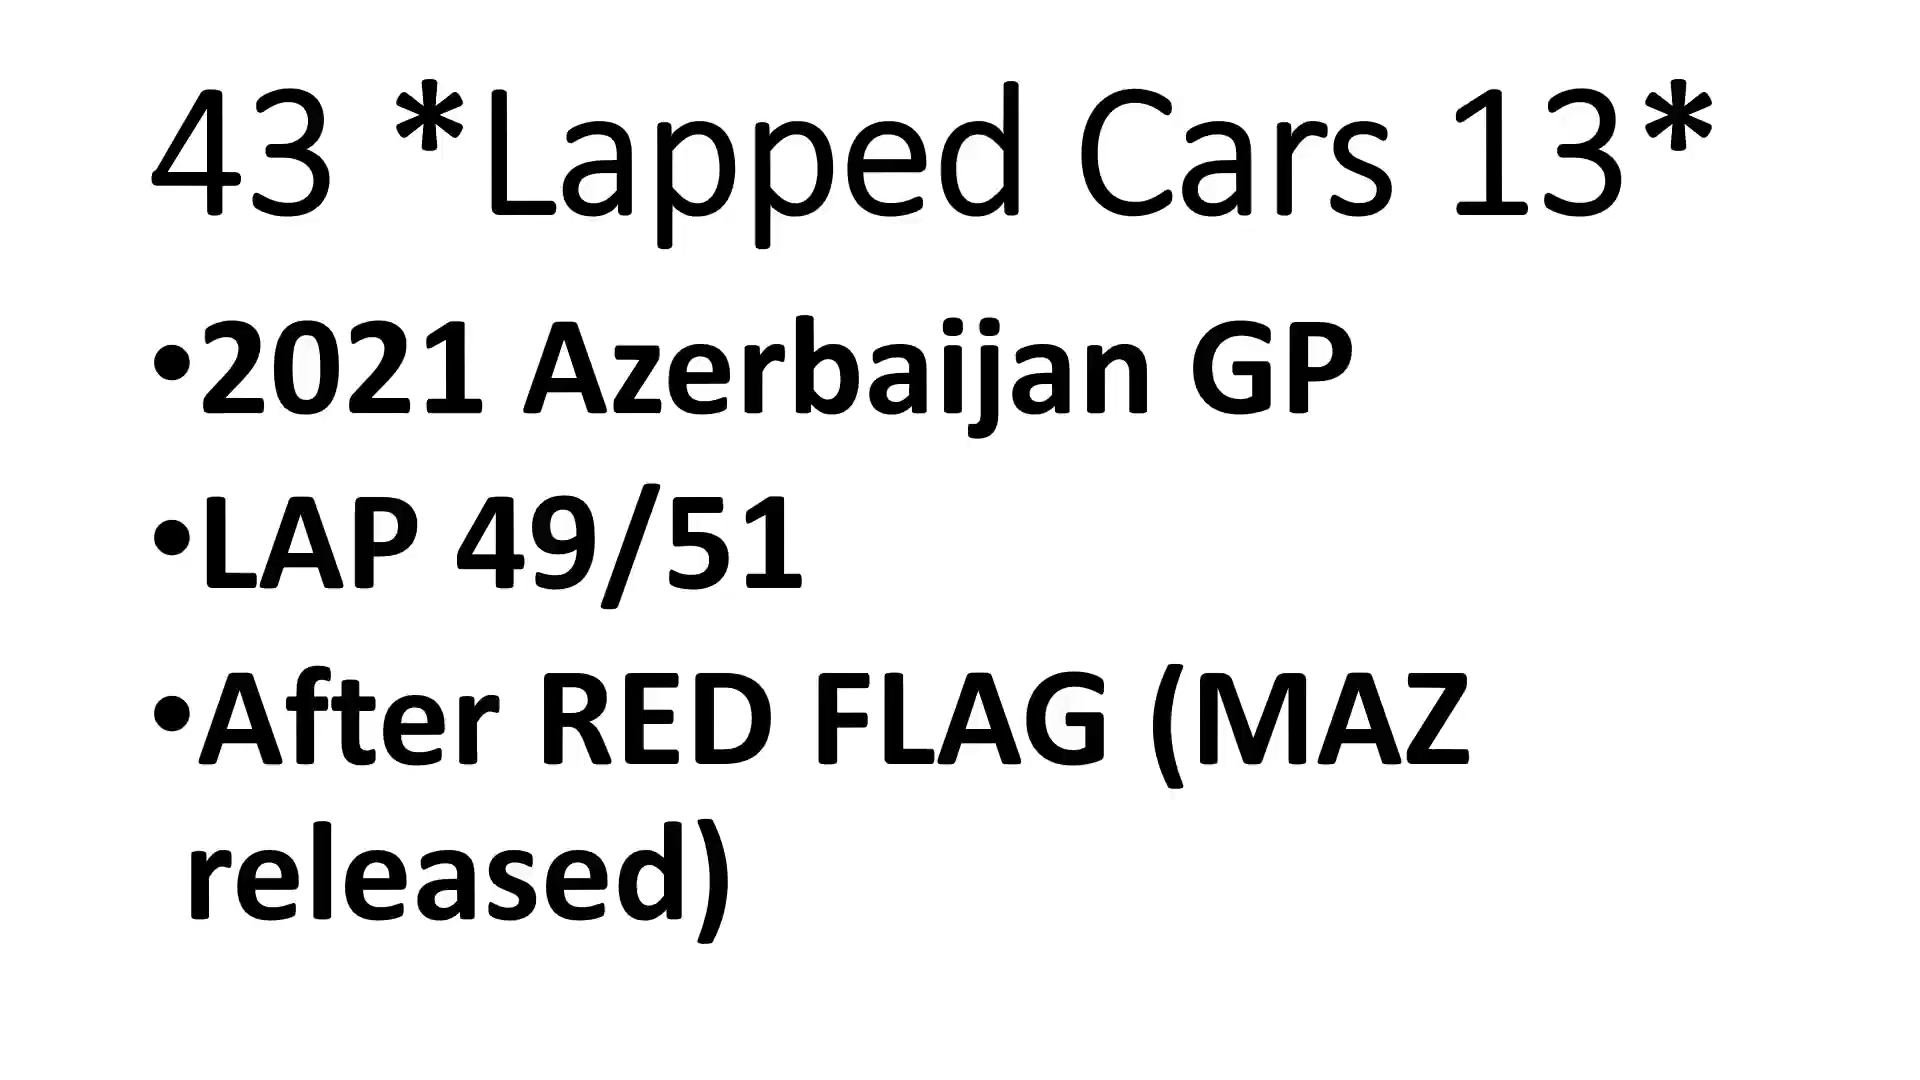 43 *Lapped Cars 13*
•2021 Azerbaijan GP
•LAP 49/51
•After RED FLAG (MAZ
released)